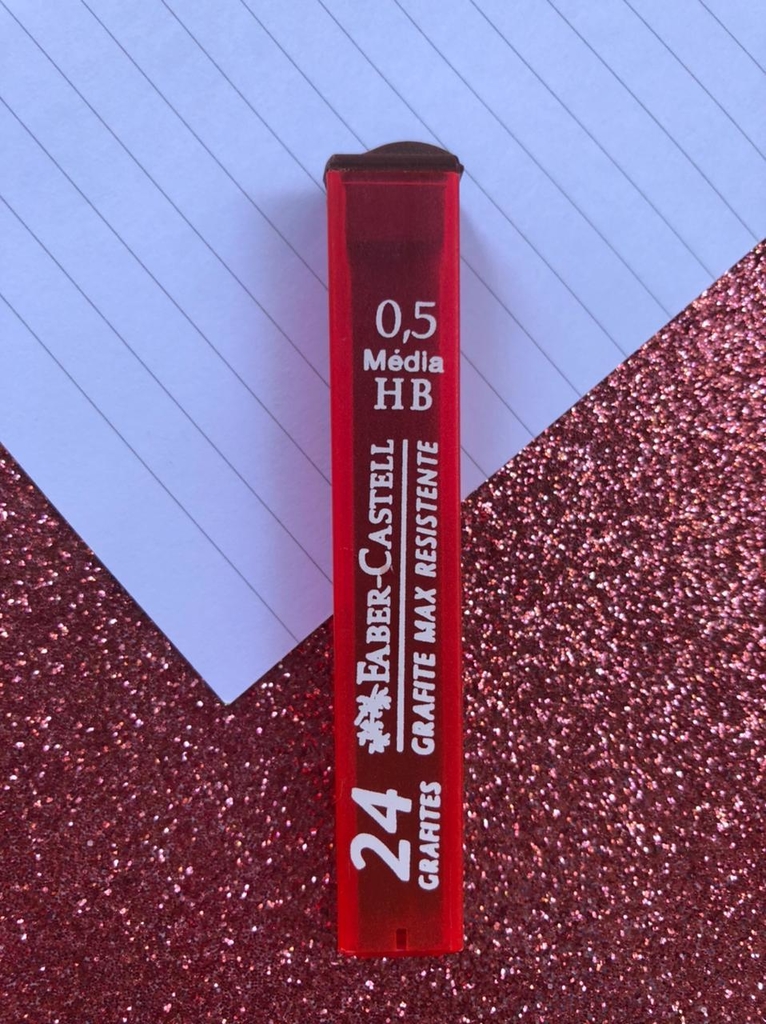 0,5
Média
HB
FABER-CASTELL
GRAFITE MAX RESISTENTE
24
GRAFITES